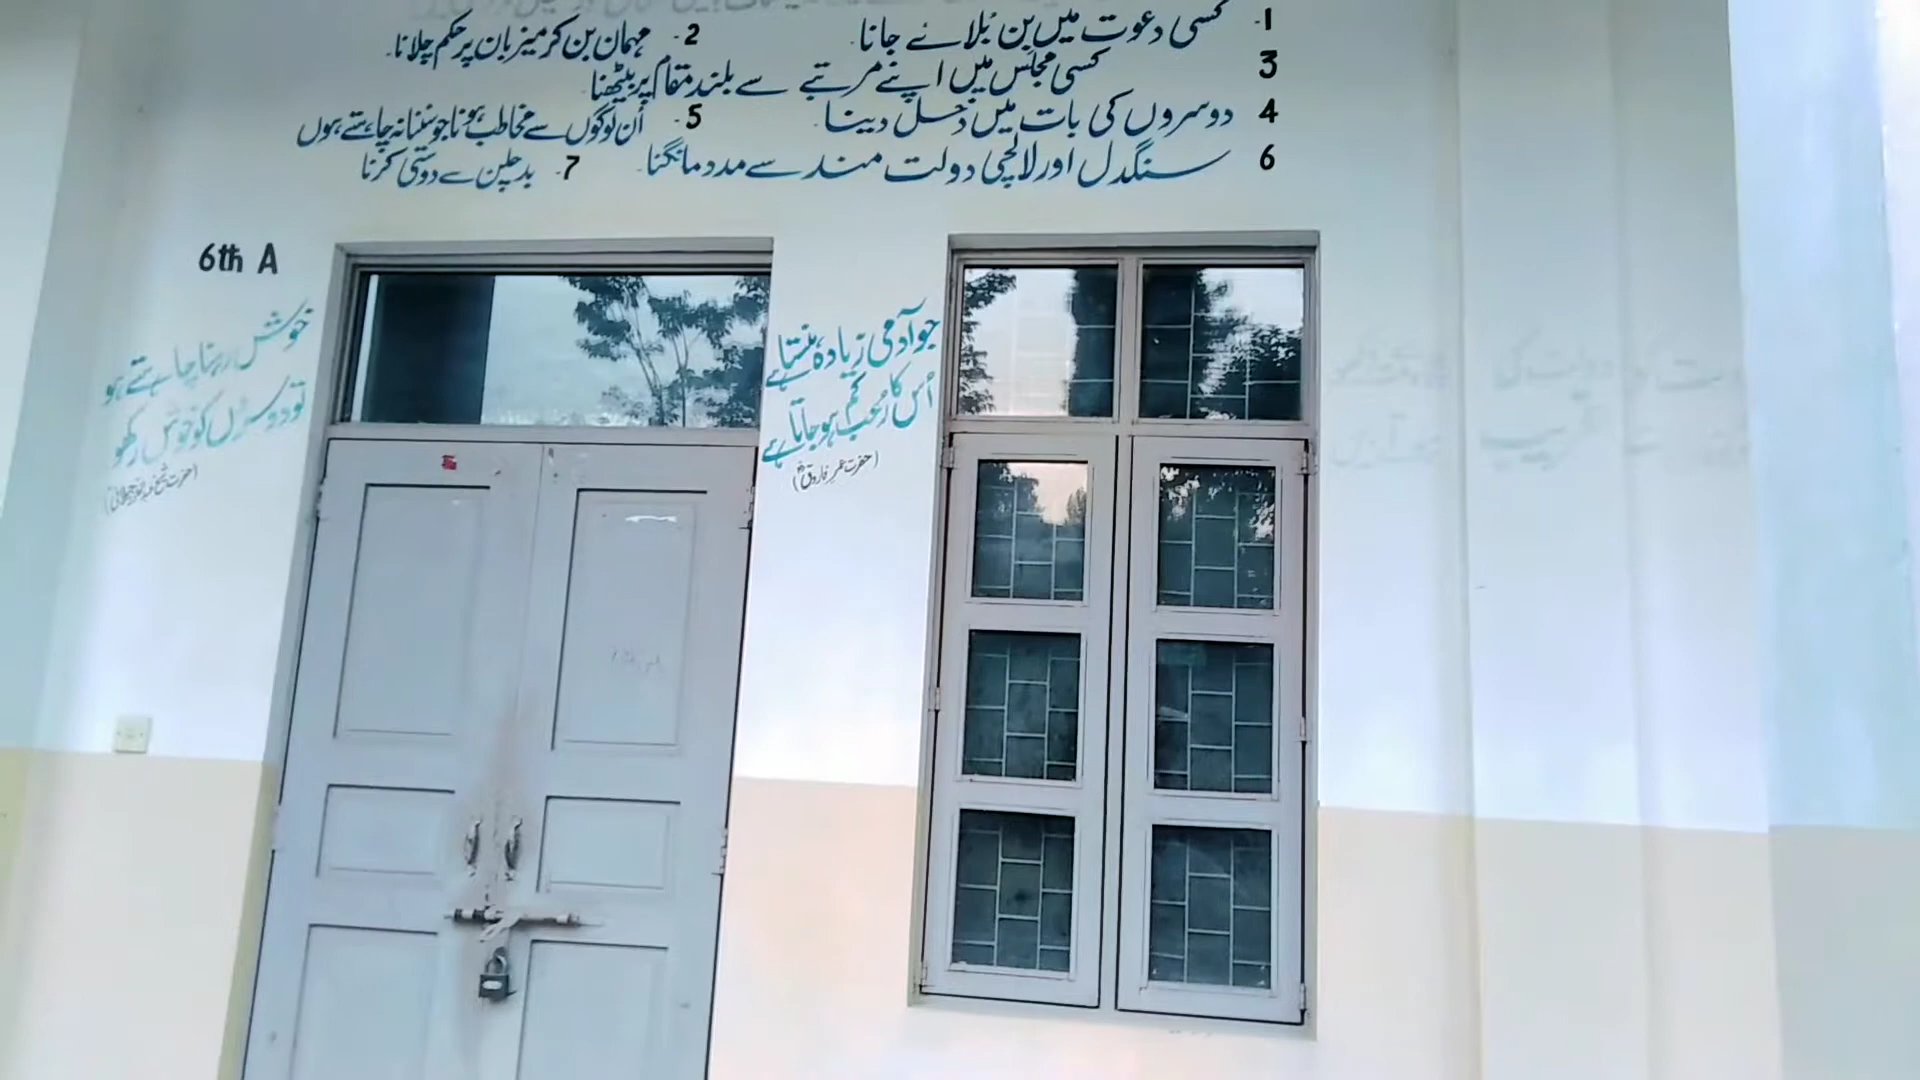 1- کسی دعوت میں بِن بُلائے جانا۔ 2- مہمان بن کر میزبان پر حکم چلانا۔
3 کسی مجلس میں اپنے مرتبے سے بلند مقام پر بیٹھنا
4 دوسروں کی بات میں دخل دینا۔ 5- اُن لوگوں سے مخاطب ہونا جو سننا نہ چاہتے ہوں
6 سنگدل اور لالچی دولت مند سے مدد مانگنا۔ 7- بدچلن سے دوستی کرنا
6th A
جو آدمی زیادہ ہنستا ہے
اُس کا رُعب کم ہو جاتا ہے
(حضرت عمر فاروقؓ)
خوش رہنا چاہتے ہو
تو دوسروں کو خوش رکھو